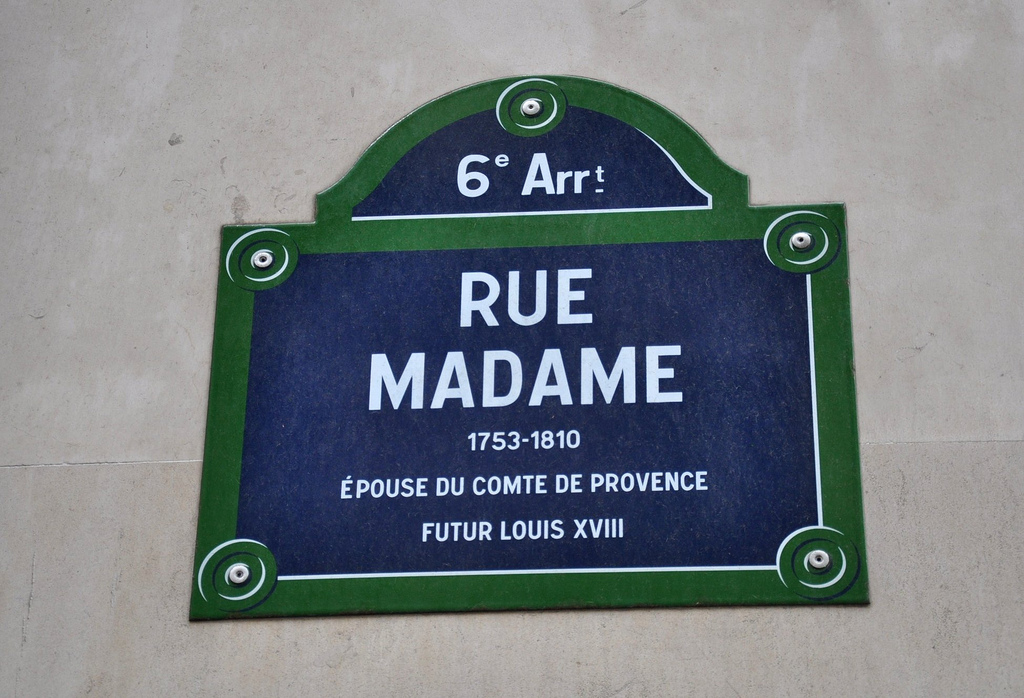 6e Arrt
RUE
MADAME
1753-1810
ÉPOUSE DU COMTE DE PROVENCE
FUTUR LOUIS XVIII